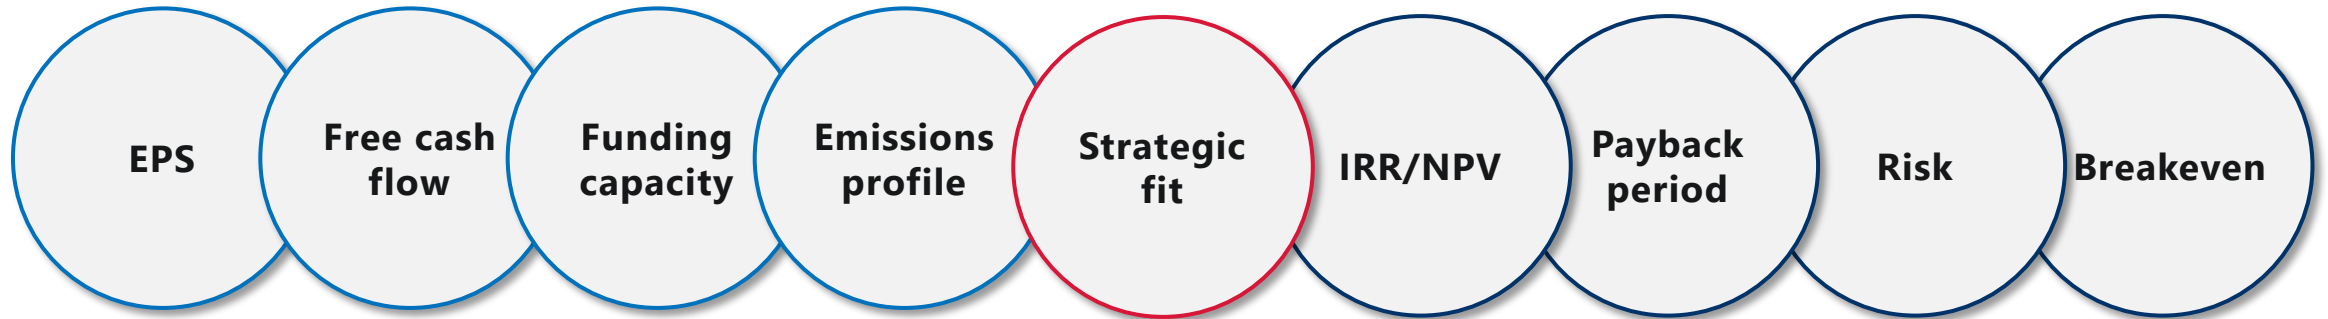 EPS
Free cash
flow
Funding
capacity
Emissions
profile
Strategic
fit
IRR/NPV
Payback
period
Risk
Breakeven